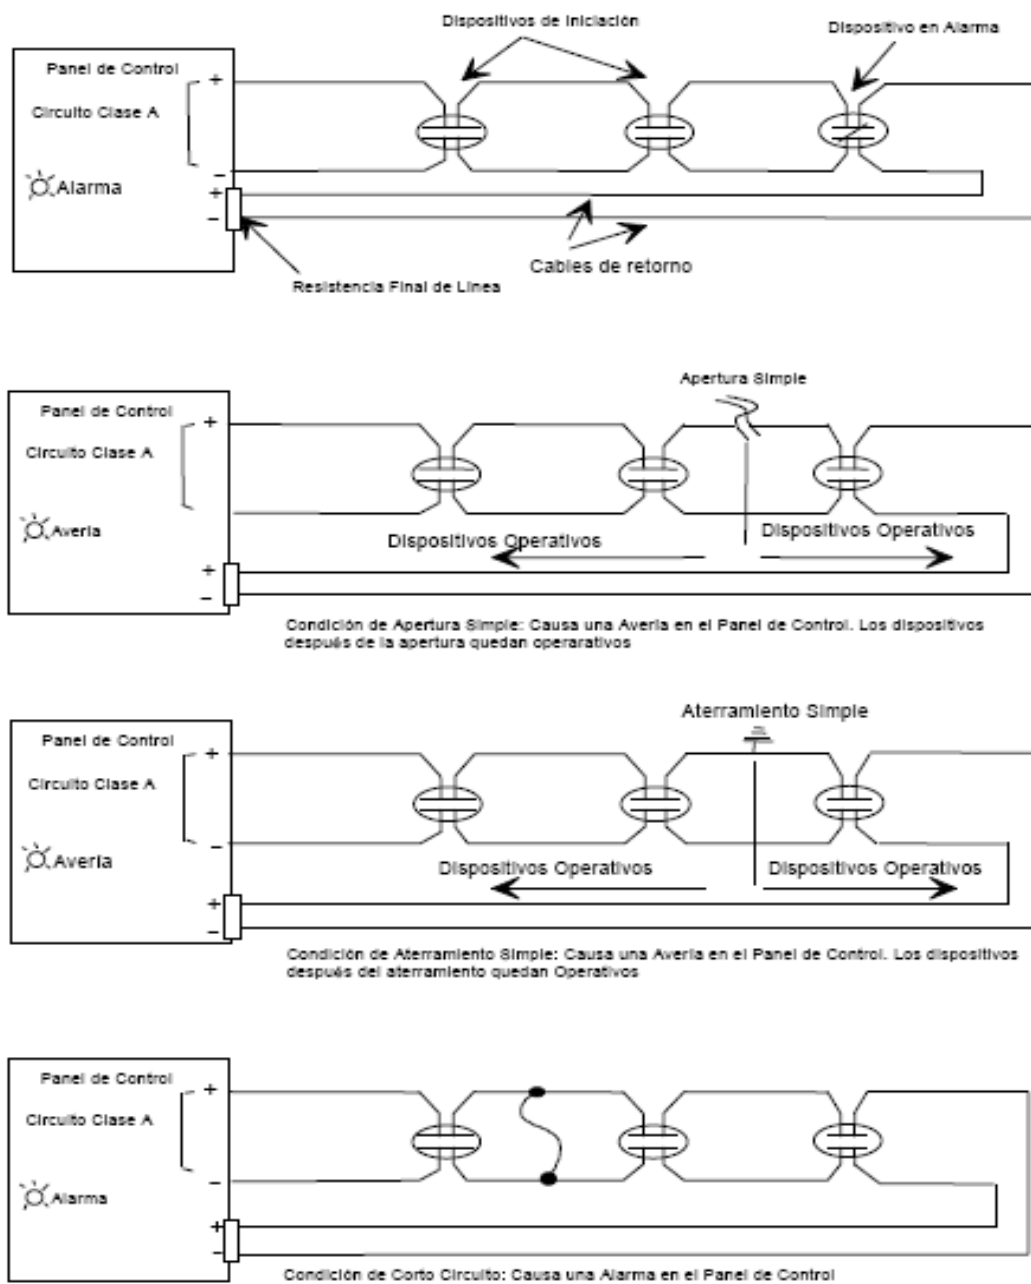 Dispositivos de Iniciación
Dispositivo en Alarma
Panel de Control
+
Circuito Clase A
−
Alarma
+
−
Cables de retorno
Resistencia Final de Linea
Apertura Simple
Panel de Control
+
Circuito Clase A
Avería
Dispositivos Operativos
Dispositivos Operativos
+
−
Condición de Apertura Simple: Causa una Avería en el Panel de Control. Los dispositivos
después de la apertura quedan operarativos
Aterramiento Simple
Panel de Control
+
Circuito Clase A
−
Avería
Dispositivos Operativos
Dispositivos Operativos
+
−
Condición de Aterramiento Simple: Causa una Avería en el Panel de Control. Los dispositivos
después del aterramiento quedan Operativos
Panel de Control
+
Circuito Clase A
−
Alarma
+
−
Condición de Corto Circuito: Causa una Alarma en el Panel de Control